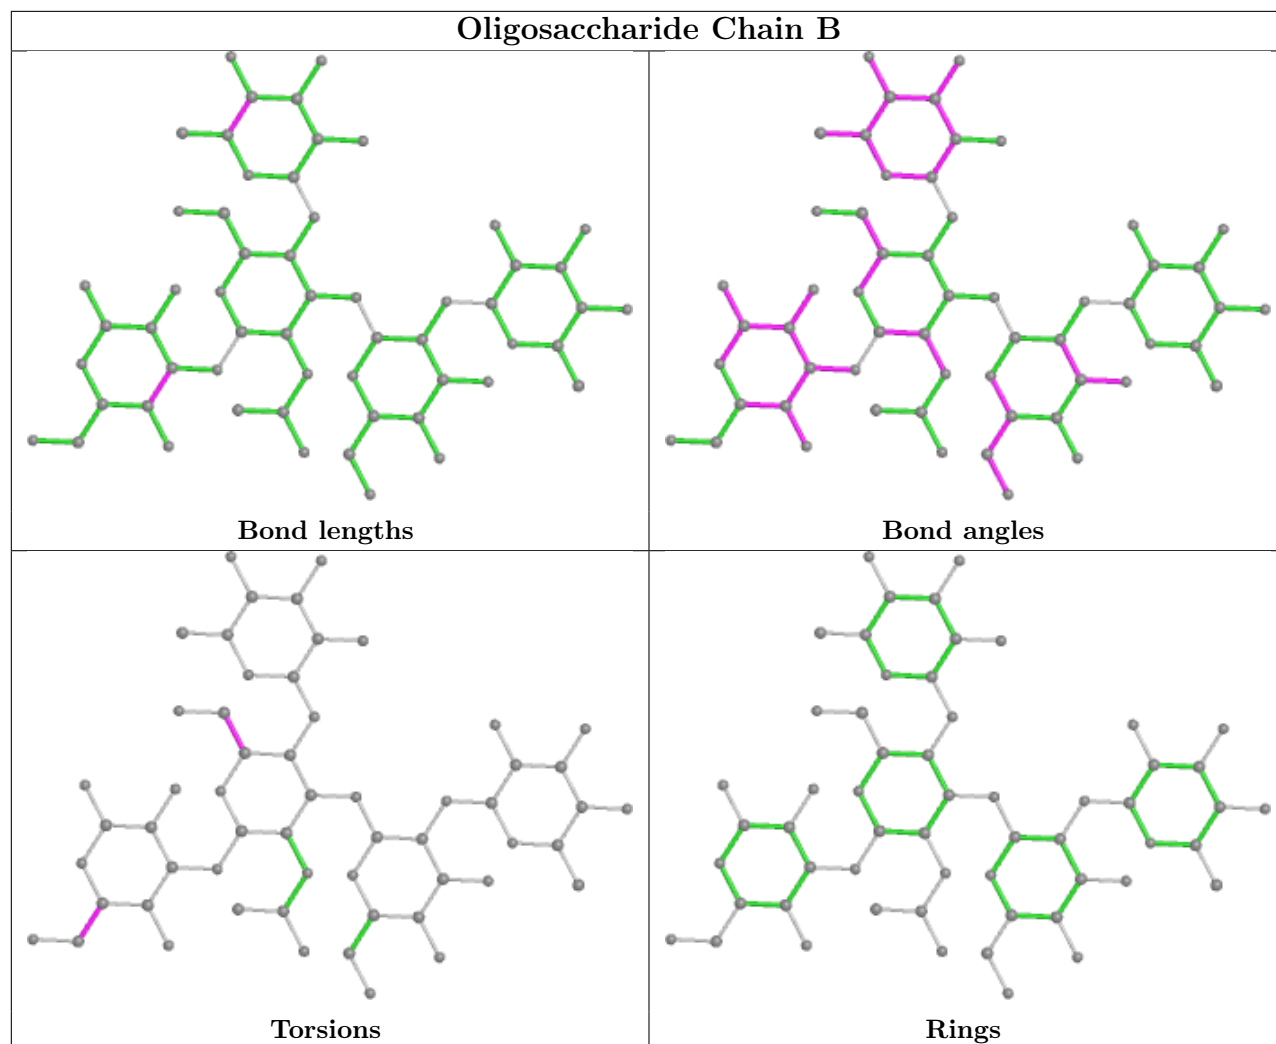 Oligosaccharide Chain B
Bond lengths
Bond angles
Torsions
Rings